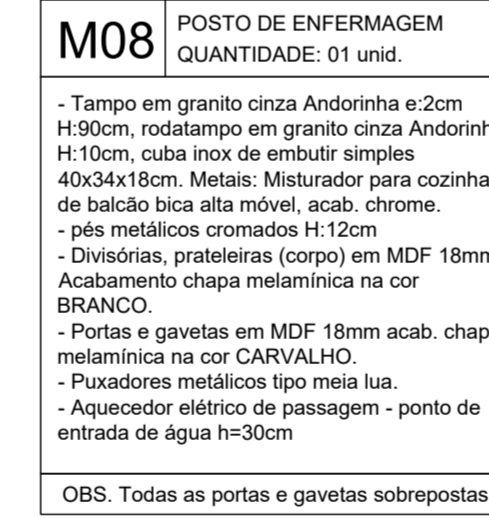 M08
POSTO DE ENFERMAGEM
QUANTIDADE: 01 unid.
- Tampo em granito cinza Andorinha e:2cm
H:90cm, rodatampo em granito cinza
H:10cm, cuba inox de embutir simples
40x34x18cm. Metais: Misturador para cozinha
de balcão bica alta móvel, acab. chrome.
- pés metálicos cromados H:12cm
- Divisórias, prateleiras (corpo) em MDF 18mm
Acabamento chapa melamínica na cor
BRANCO.
- Portas e gavetas em MDF 18mm acab.
melamínica na cor CARVALHO.
- Puxadores metálicos tipo meia lua.
- Aquecedor elétrico de passagem - ponto de
entrada de água h=30cm
OBS. Todas as portas e gavetas sobrepostas